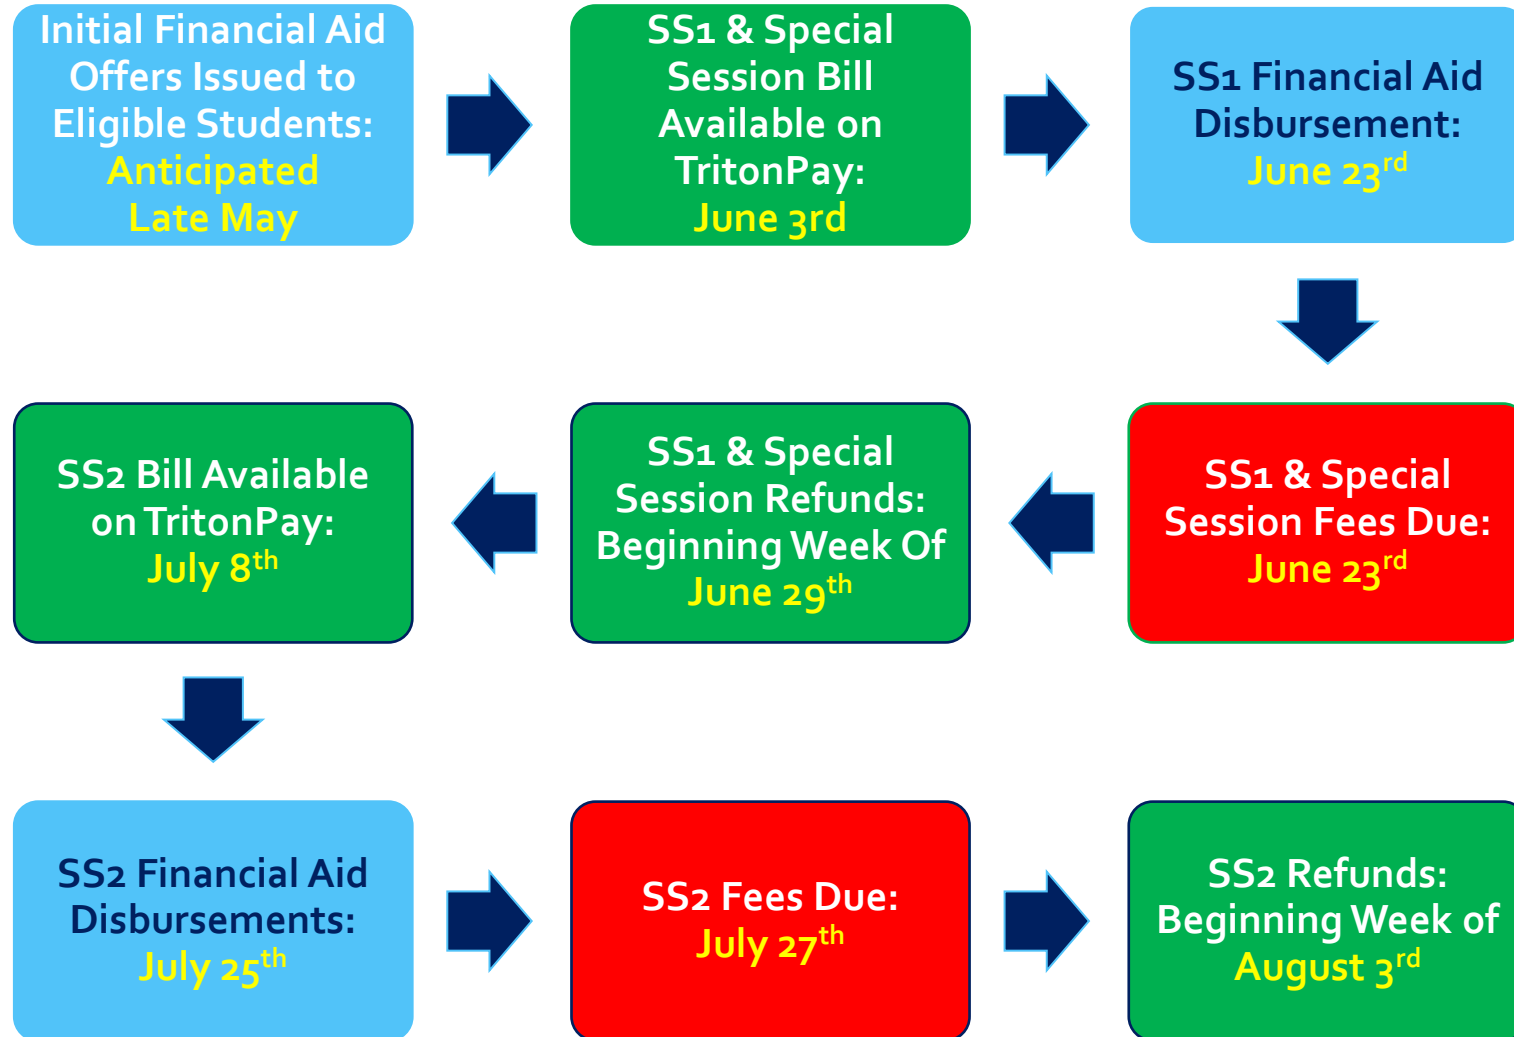 Initial Financial Aid
Offers Issued to
Eligible Students:
Anticipated
Late May
SS1 & Special
Session Bill
Available on
TritonPay:
June 3rd
SS1 Financial Aid
Disbursement:
June 23rd
SS1 & Special
Session Fees Due:
June 23rd
SS1 & Special
Session Refunds:
Beginning Week Of
June 29th
SS2 Bill Available
on TritonPay:
July 8th
SS2 Financial Aid
Disbursements:
July 25th
SS2 Fees Due:
July 27th
SS2 Refunds:
Beginning Week of
August 3rd